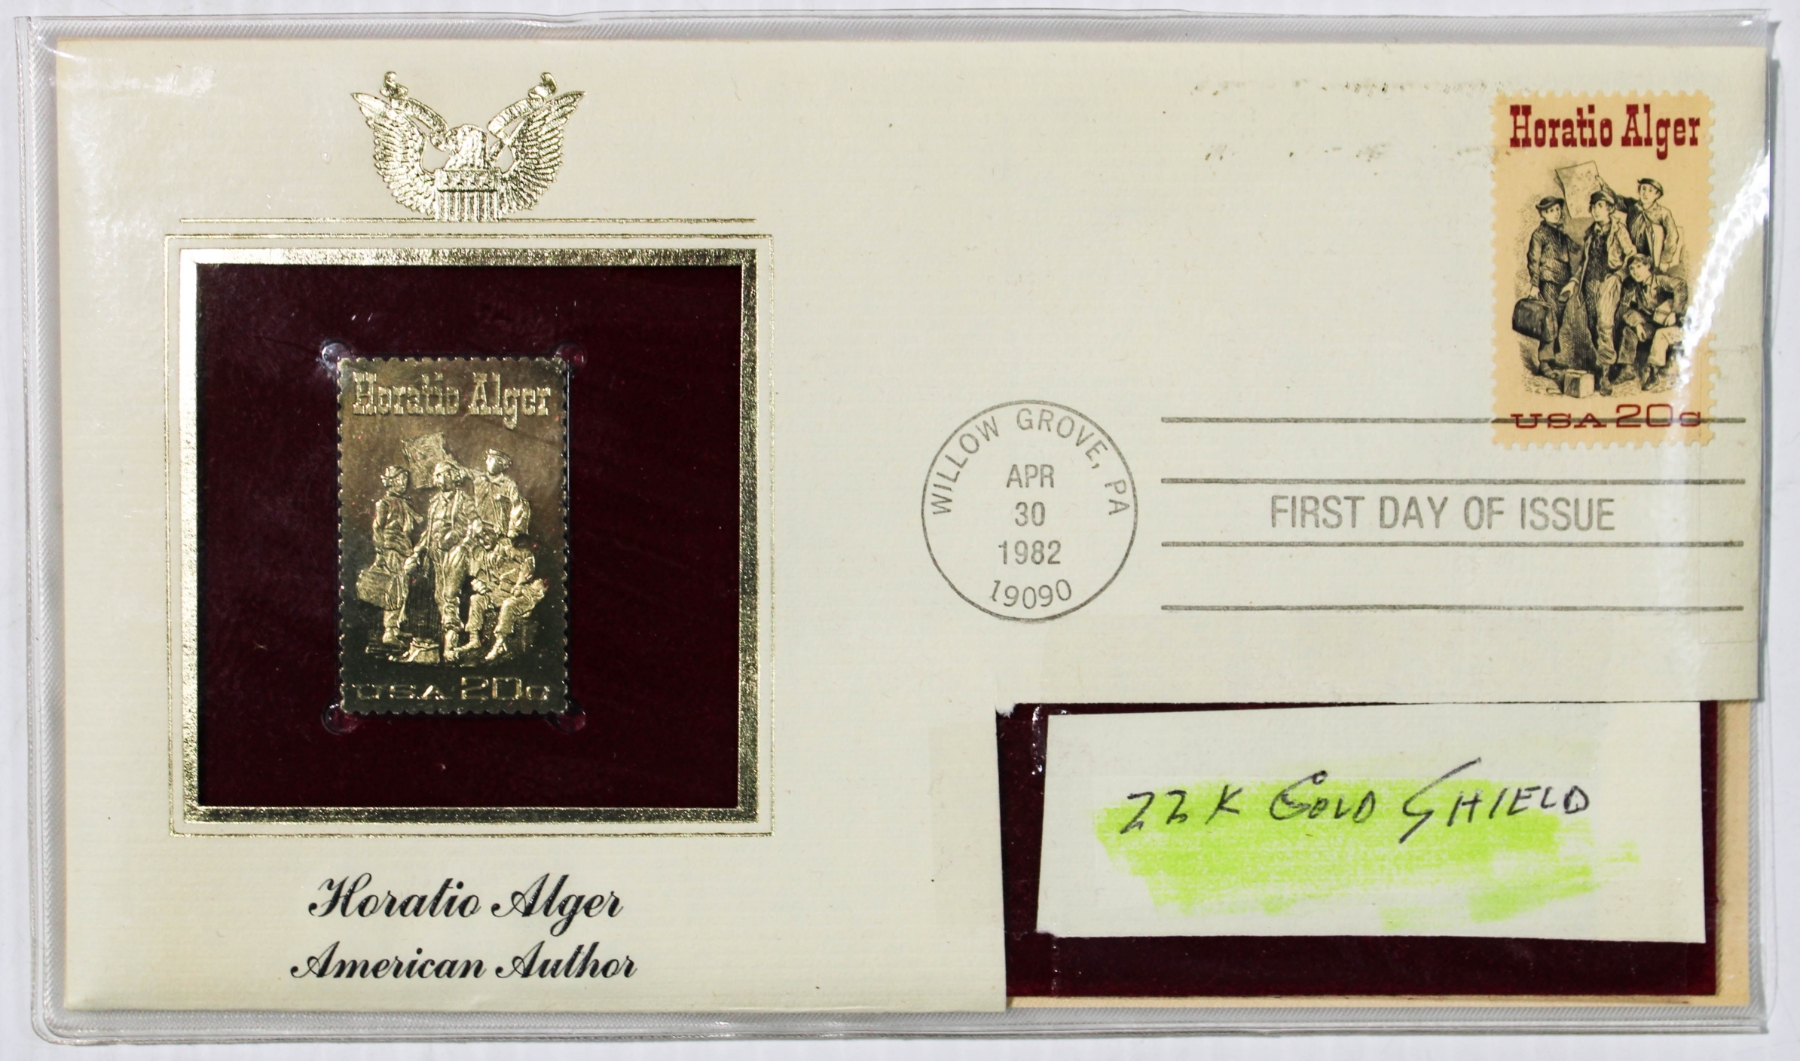 Horatio Alger
USA 20c
Horatio Alger
USA 20c
WILLOW GROVE, PA
APR
30
1982
19090
FIRST DAY OF ISSUE
22K GOLD SHIELD
Horatio Alger
American Author